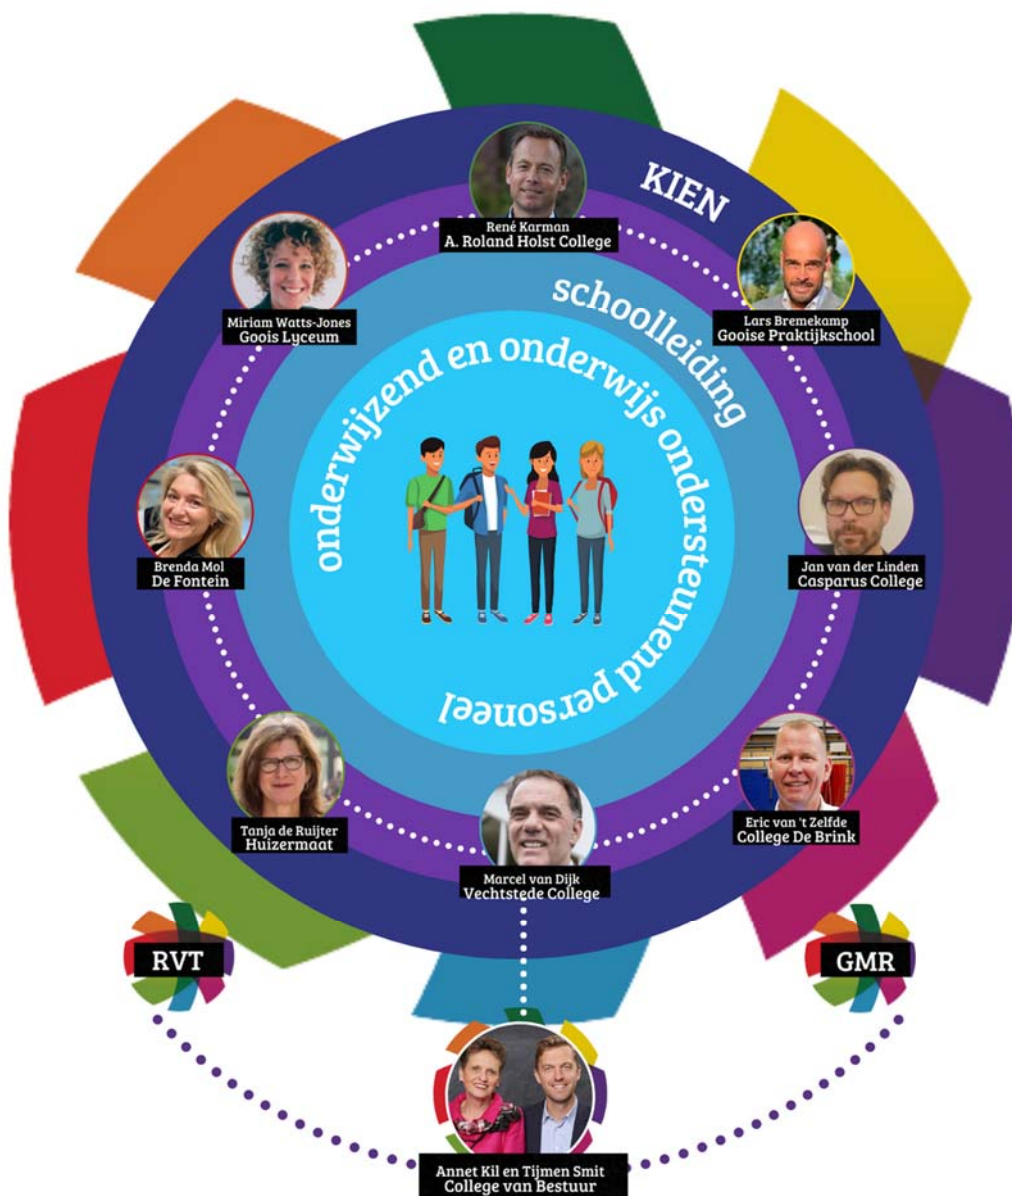 KIEN
René Karman
A. Roland Holst College
Miriam Watts-Jones
Goois Lyceum
Lars Bremekamp
Gooise Praktijkschool
schoolleiding
onderwijzend en onderwijs ondersteunend personeel
Brenda Mol
De Fontein
Jan van der Linden
Casparus College
Tanja de Ruijter
Huizermaat
Eric van 't Zelfde
College De Brink
Marcel van Dijk
Vechtstede College
RVT
GMR
Annet Kil en Tijmen Smit
College van Bestuur